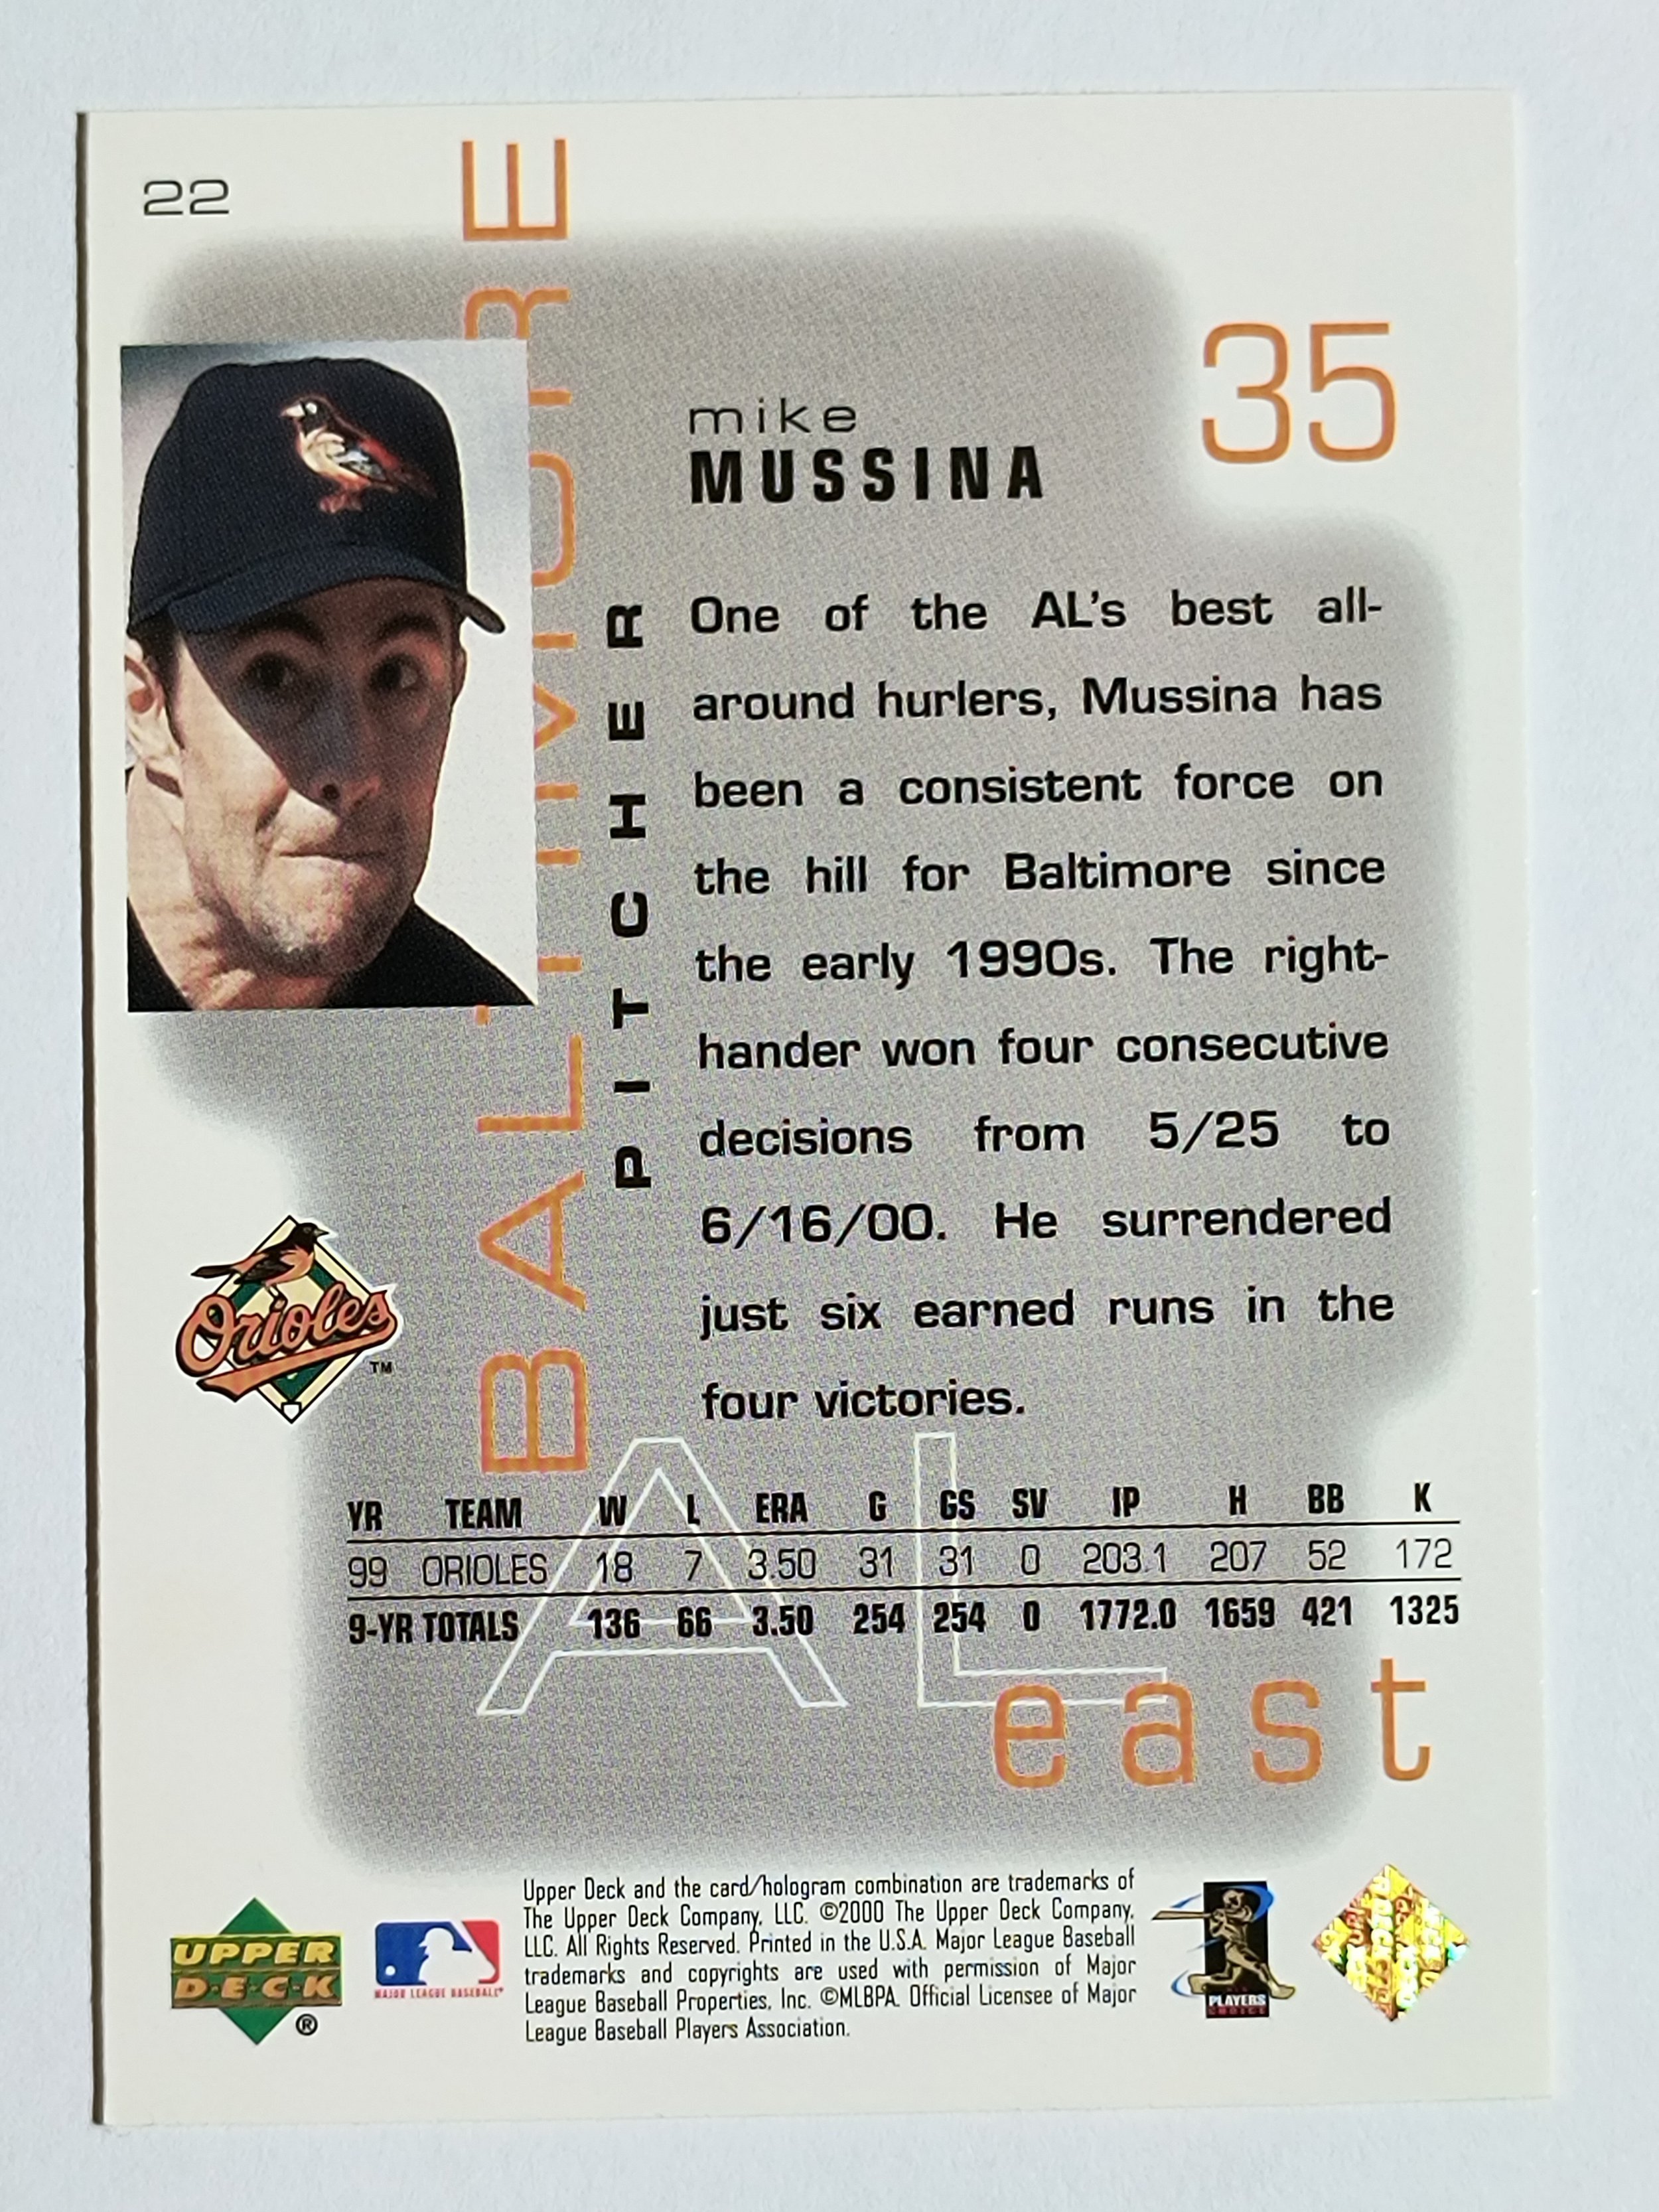 22
BALTIMORE
35
mike
MUSSINA
PITCHER
One of the AL's best all-
around hurlers, Mussina has
been a consistent force on
the hill for Baltimore since
the early 1990s. The right-
hander won four consecutive
decisions from 5/25 to
6/16/00. He surrendered
just six earned runs in the
four victories.
Orioles
TM
AL
YR TEAM W L ERA G GS SV IP H BB K
99 ORIOLES 18 7 3.50 31 31 0 203.1 207 52 172
9-YR TOTALS 136 66 3.50 254 254 0 1772.0 1659 421 1325
east
UPPER
D·E·C·K
®
MAJOR LEAGUE BASEBALL
Upper Deck and the card/hologram combination are trademarks of
The Upper Deck Company, LLC. ©2000 The Upper Deck Company,
LLC. All Rights Reserved. Printed in the U.S.A. Major League Baseball
trademarks and copyrights are used with permission of Major
League Baseball Properties, Inc. ©MLBPA. Official Licensee of Major
League Baseball Players Association.
PLAYERS
CHOICE